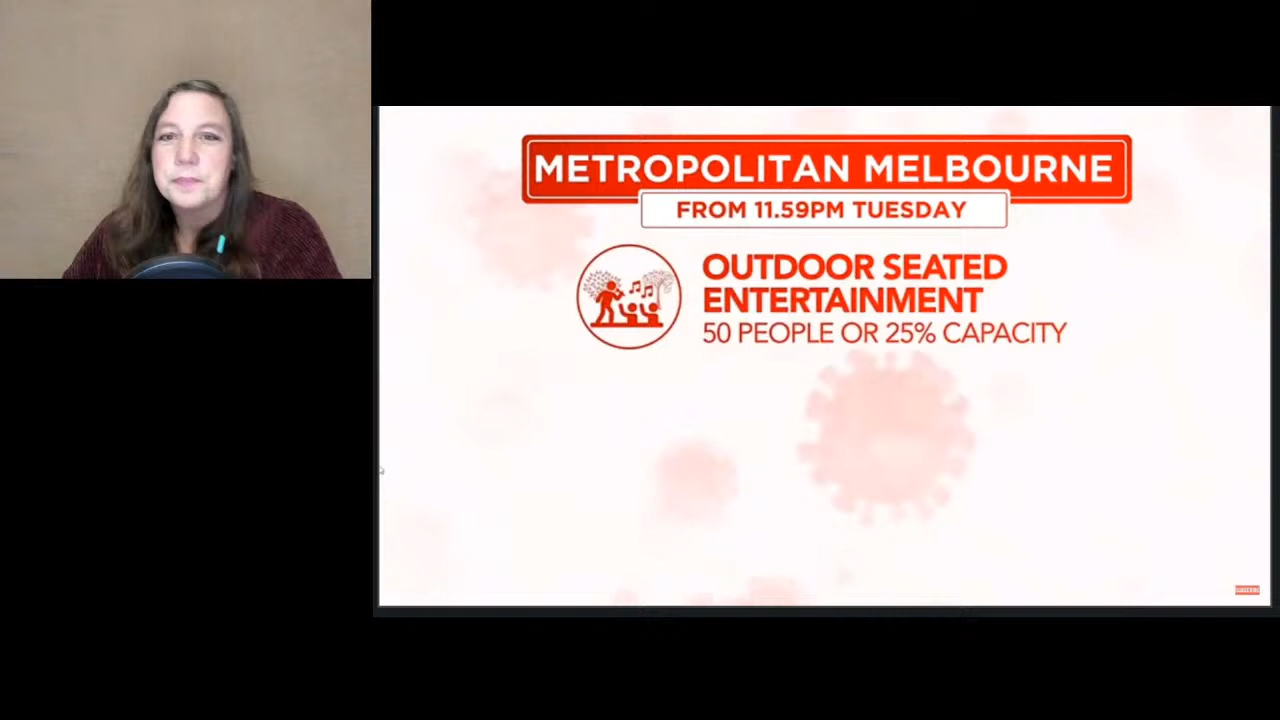 METROPOLITAN MELBOURNE
FROM 11.59PM TUESDAY
OUTDOOR SEATED
ENTERTAINMENT
50 PEOPLE OR 25% CAPACITY